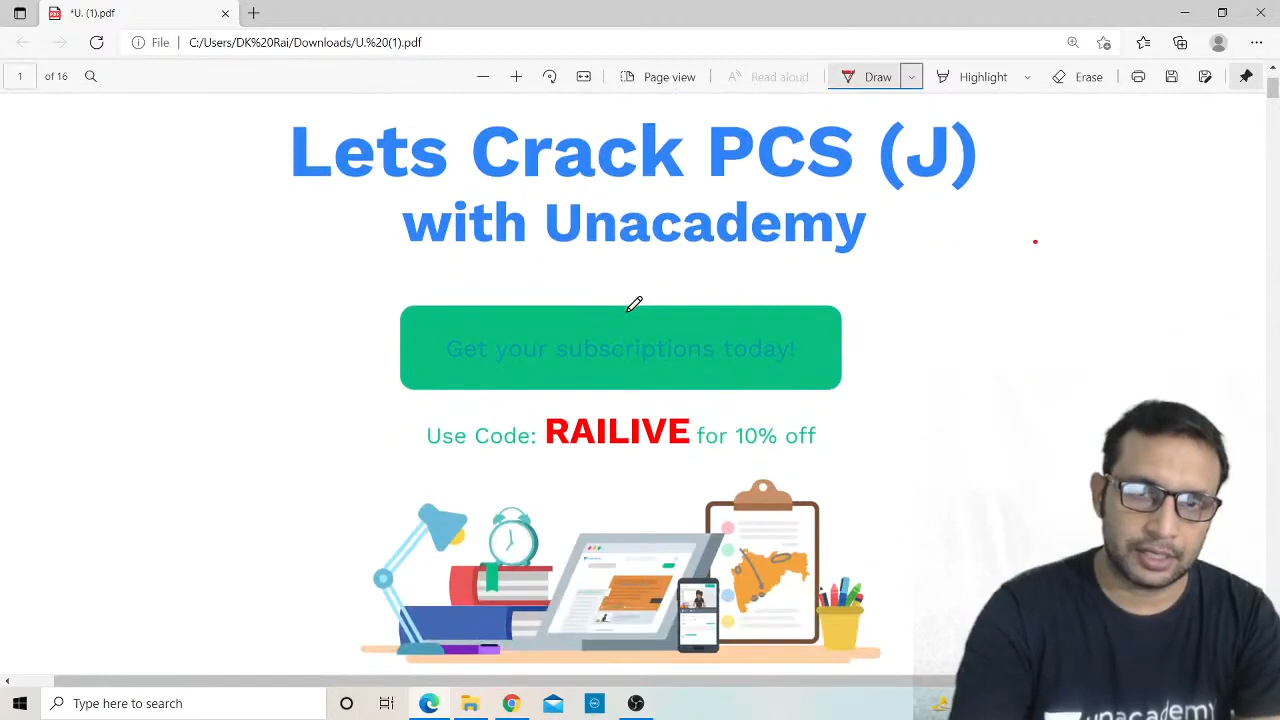 *U. (1).pdf
File C:/Users/DK%20Rai/Downloads/U.%20(1).pdf
1 of 16 Page view Read aloud Draw Highlight Erase
Lets Crack PCS (J)
with Unacademy
Get your subscriptions today!
Use Code: RAILIVE for 10% off
unacademy
Type here to search